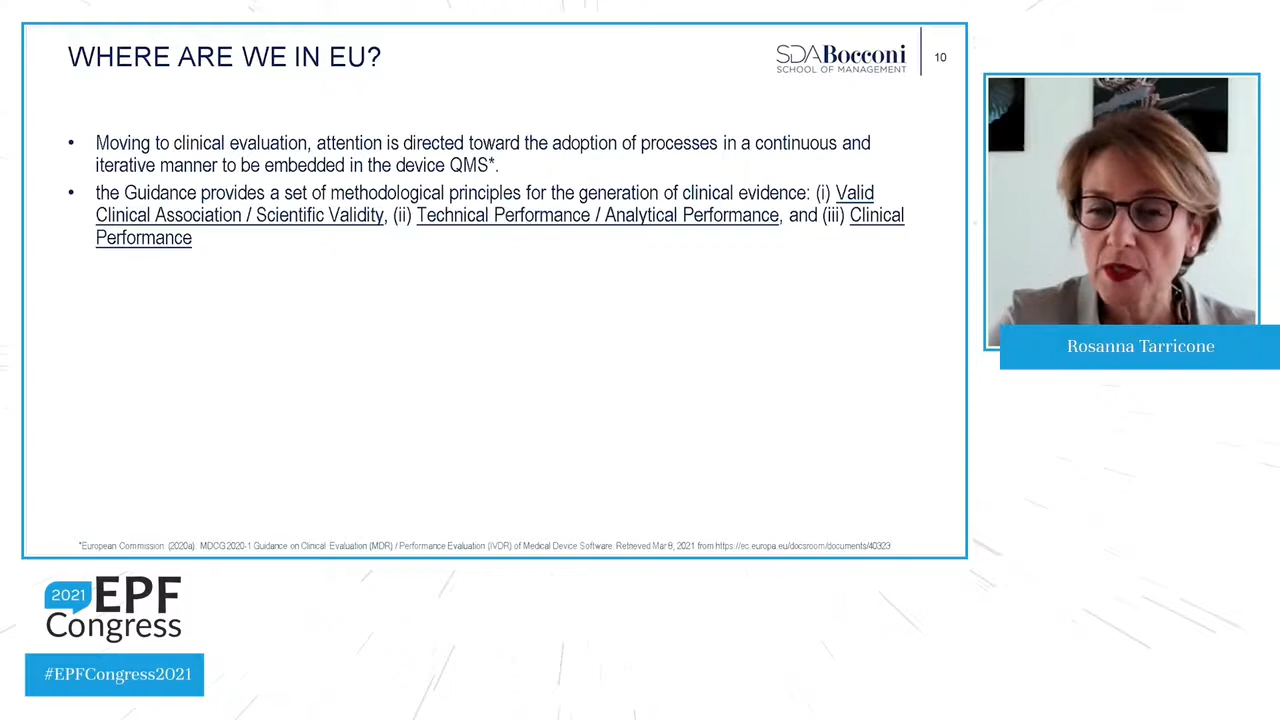 WHERE ARE WE IN EU?
SDABocconi
SCHOOL OF MANAGEMENT
10
• Moving to clinical evaluation, attention is directed toward the adoption of processes in a continuous and
iterative manner to be embedded in the device QMS*.
• the Guidance provides a set of methodological principles for the generation of clinical evidence: (i) Valid
Clinical Association / Scientific Validity, (ii) Technical Performance / Analytical Performance, and (iii) Clinical
Performance
*European Commission (2020a): MDCG 2020-1 Guidance on Clinical Evaluation (MDR) / Performance Evaluation (IVDR) of Medical Device Software. Retrieved Mar 8, 2021 from https://ec.europa.eu/docsroom/documents/40323
Rosanna Tarricone
2021 EPF
Congress
#EPFCongress2021